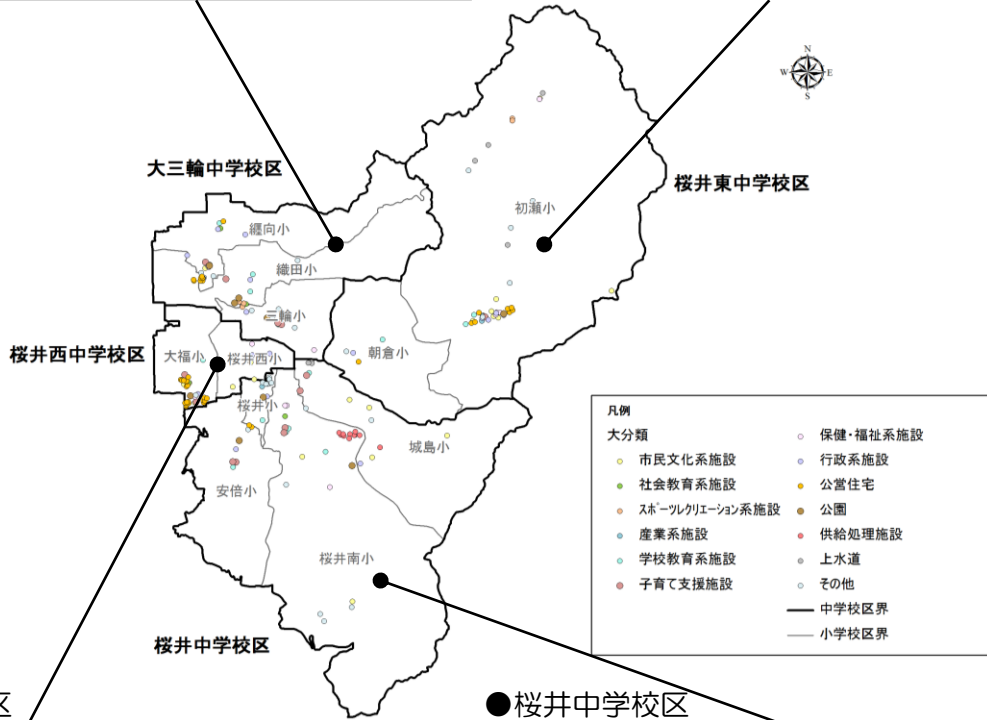 N
W E
S
大三輪中学校区
桜井東中学校区
初瀬小
纒向小
織田小
三輪小
桜井西中学校区
大福小
桜井西小
朝倉小
桜井小
城島小
安倍小
桜井南小
桜井中学校区
凡例
大分類
市民文化系施設
社会教育系施設
スポーツレクリエーション系施設
産業系施設
学校教育系施設
子育て支援施設
保健・福祉系施設
行政系施設
公営住宅
公園
供給処理施設
上水道
その他
中学校区界
小学校区界
区
●桜井中学校区